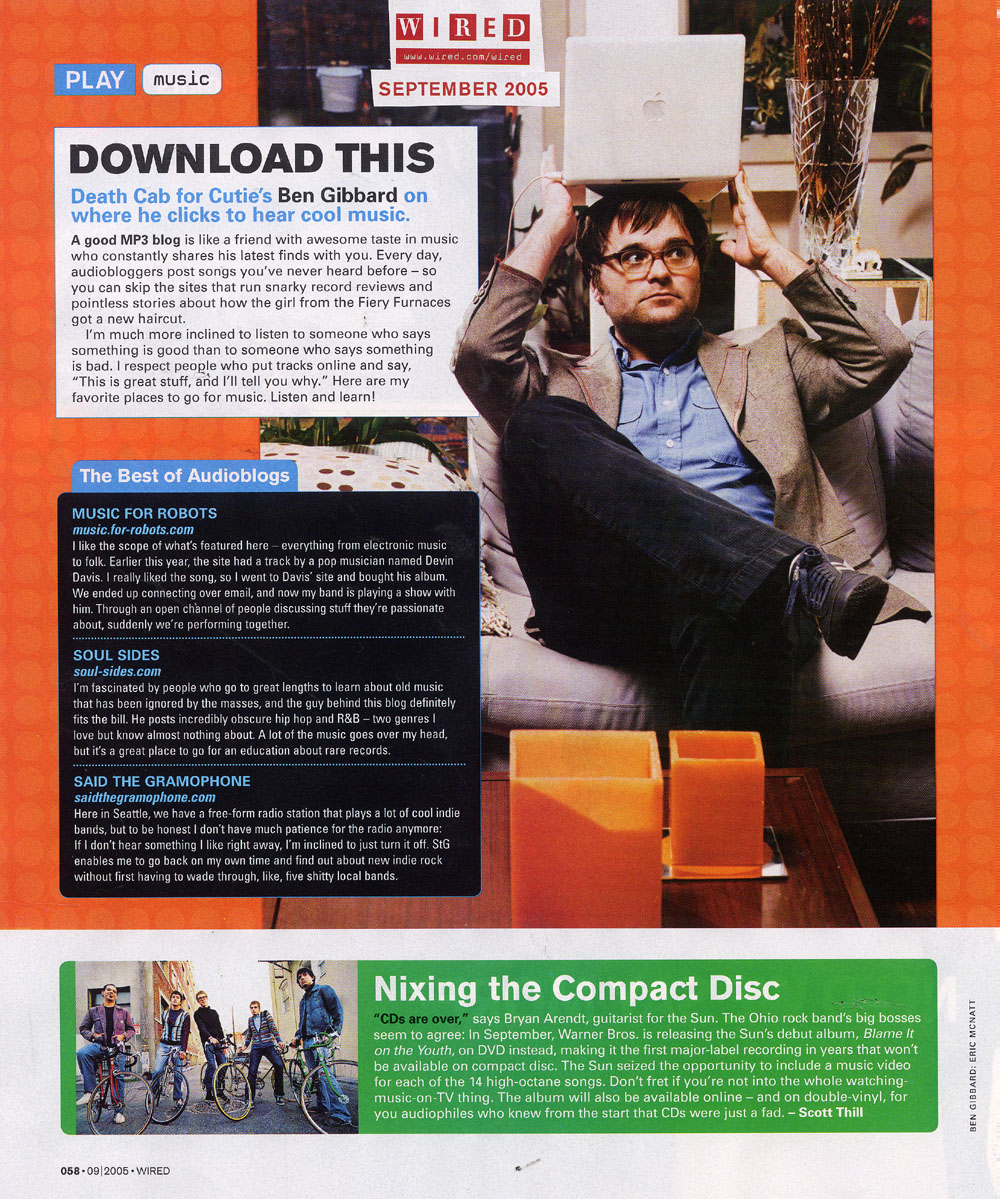 WIRED
www.wired.com/wired
SEPTEMBER 2005
PLAY music
DOWNLOAD THIS
Death Cab for Cutie's Ben Gibbard on
where he clicks to hear cool music.
A good MP3 blog is like a friend with awesome taste in music
who constantly shares his latest finds with you. Every day,
audiobloggers post songs you've never heard before – so
you can skip the sites that run snarky record reviews and
pointless stories about how the girl from the Fiery Furnaces
got a new haircut.
I'm much more inclined to listen to someone who says
something is good than to someone who says something
is bad. I respect people who put tracks online and say,
"This is great stuff, and I'll tell you why." Here are my
favorite places to go for music. Listen and learn!
The Best of Audioblogs
MUSIC FOR ROBOTS
music.for-robots.com
I like the scope of what's featured here – everything from electronic music
to folk. Earlier this year, the site had a track by a pop musician named Devin
Davis. I really liked the song, so I went to Davis' site and bought his album.
We ended up connecting over email, and now my band is playing a show with
him. Through an open channel of people discussing stuff they're passionate
about, suddenly we're performing together.
SOUL SIDES
soul-sides.com
I'm fascinated by people who go to great lengths to learn about old music
that has been ignored by the masses, and the guy behind this blog definitely
fits the bill. He posts incredibly obscure hip hop and R&B – two genres I
love but know almost nothing about. A lot of the music goes over my head,
but it's a great place to go for an education about rare records.
SAID THE GRAMOPHONE
saidthegramophone.com
Here in Seattle, we have a free-form radio station that plays a lot of cool indie
bands, but to be honest I don't have much patience for the radio anymore:
If I don't hear something I like right away, I'm inclined to just turn it off. StG
enables me to go back on my own time and find out about new indie rock
without first having to wade through, like, five shitty local bands.
Nixing the Compact Disc
"CDs are over," says Bryan Arendt, guitarist for the Sun. The Ohio rock band's big bosses
seem to agree: In September, Warner Bros. is releasing the Sun's debut album, Blame It
on the Youth, on DVD instead, making it the first major-label recording in years that won't
be available on compact disc. The Sun seized the opportunity to include a music video
for each of the 14 high-octane songs. Don't fret if you're not into the whole watching-
music-on-TV thing. The album will also be available online – and on double-vinyl, for
you audiophiles who knew from the start that CDs were just a fad. – Scott Thill
BEN GIBBARD: ERIC MCNATT
058 • 09|2005 • WIRED